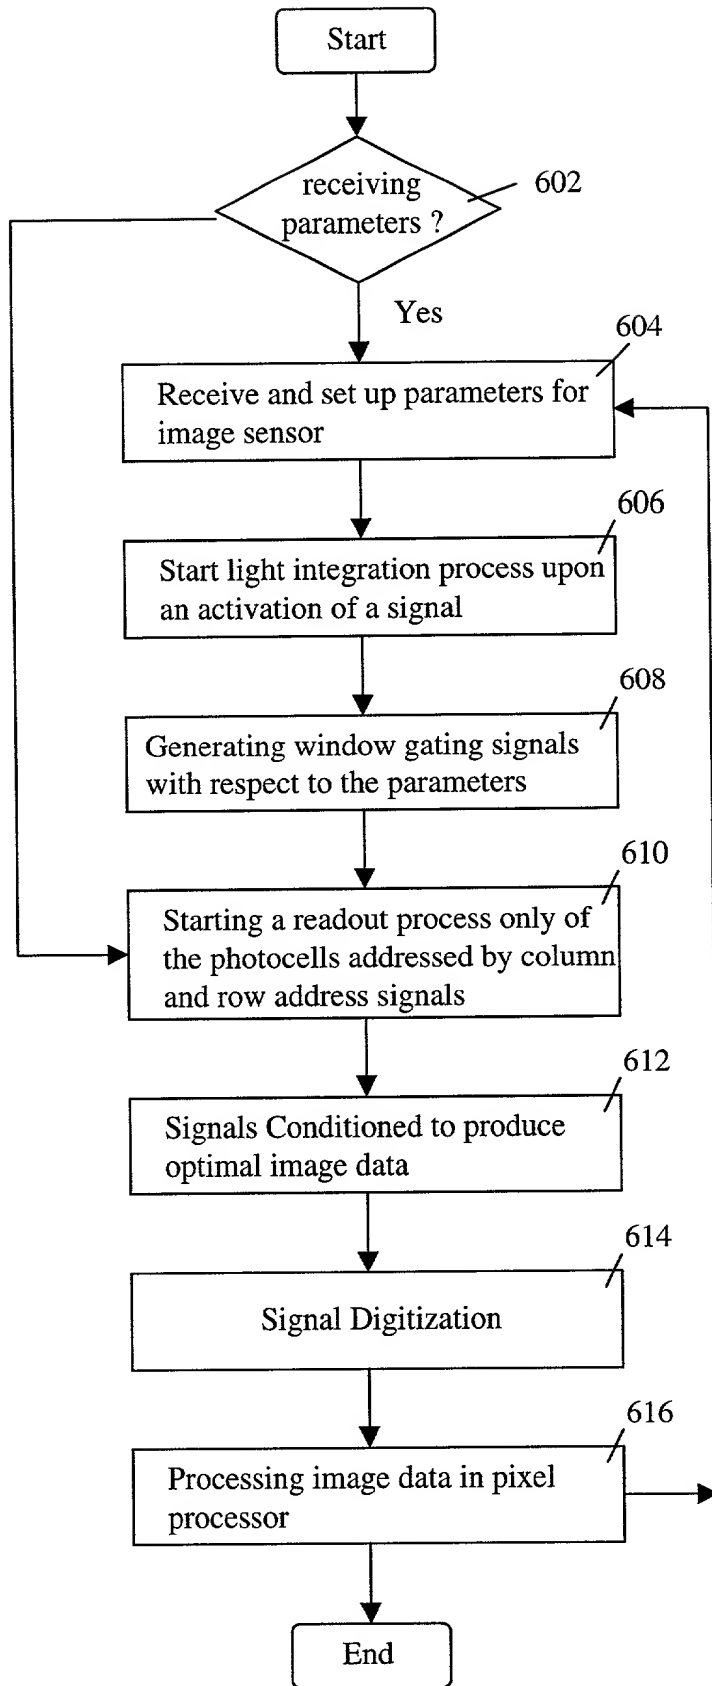 Start
receiving
parameters ?
602
Yes
604
Receive and set up parameters for
image sensor
606
Start light integration process upon
an activation of a signal
608
Generating window gating signals
with respect to the parameters
610
Starting a readout process only of
the photocells addressed by column
and row address signals
612
Signals Conditioned to produce
optimal image data
614
Signal Digitization
616
Processing image data in pixel
processor
End